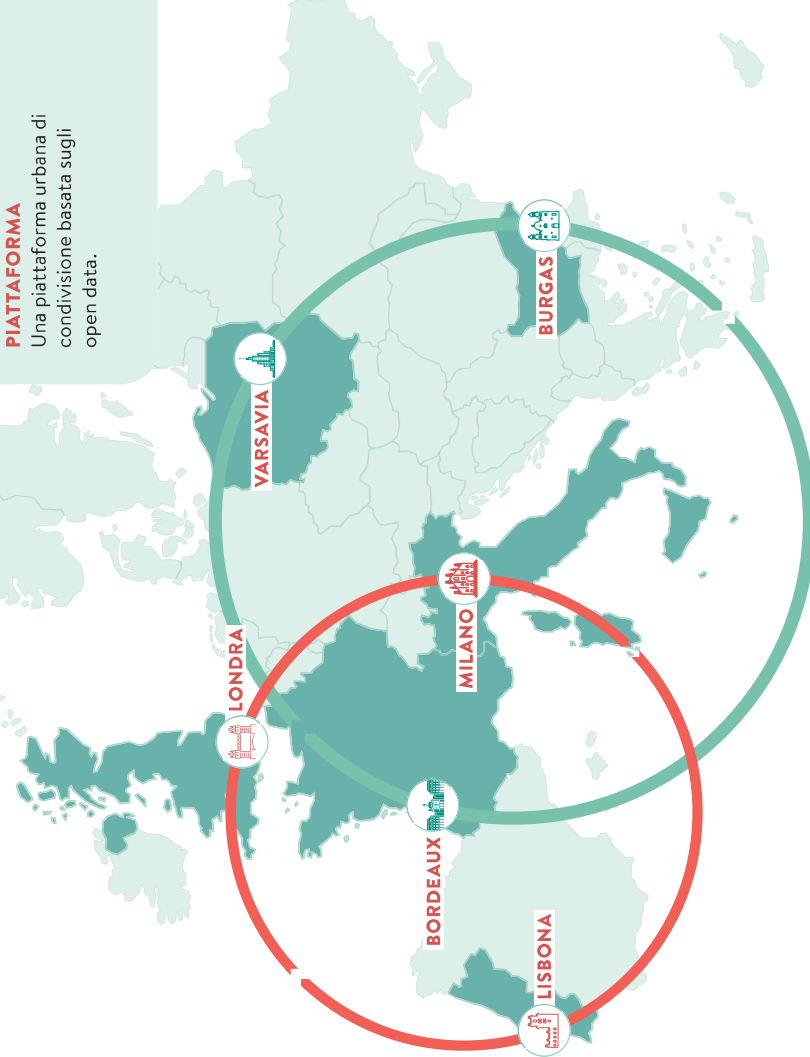 PIATTAFORMA
Una piattaforma urbana di
condivisione basata sugli
open data.
LONDRA
VARSAVIA
BORDEAUX
MILANO
LISBONA
BURGAS